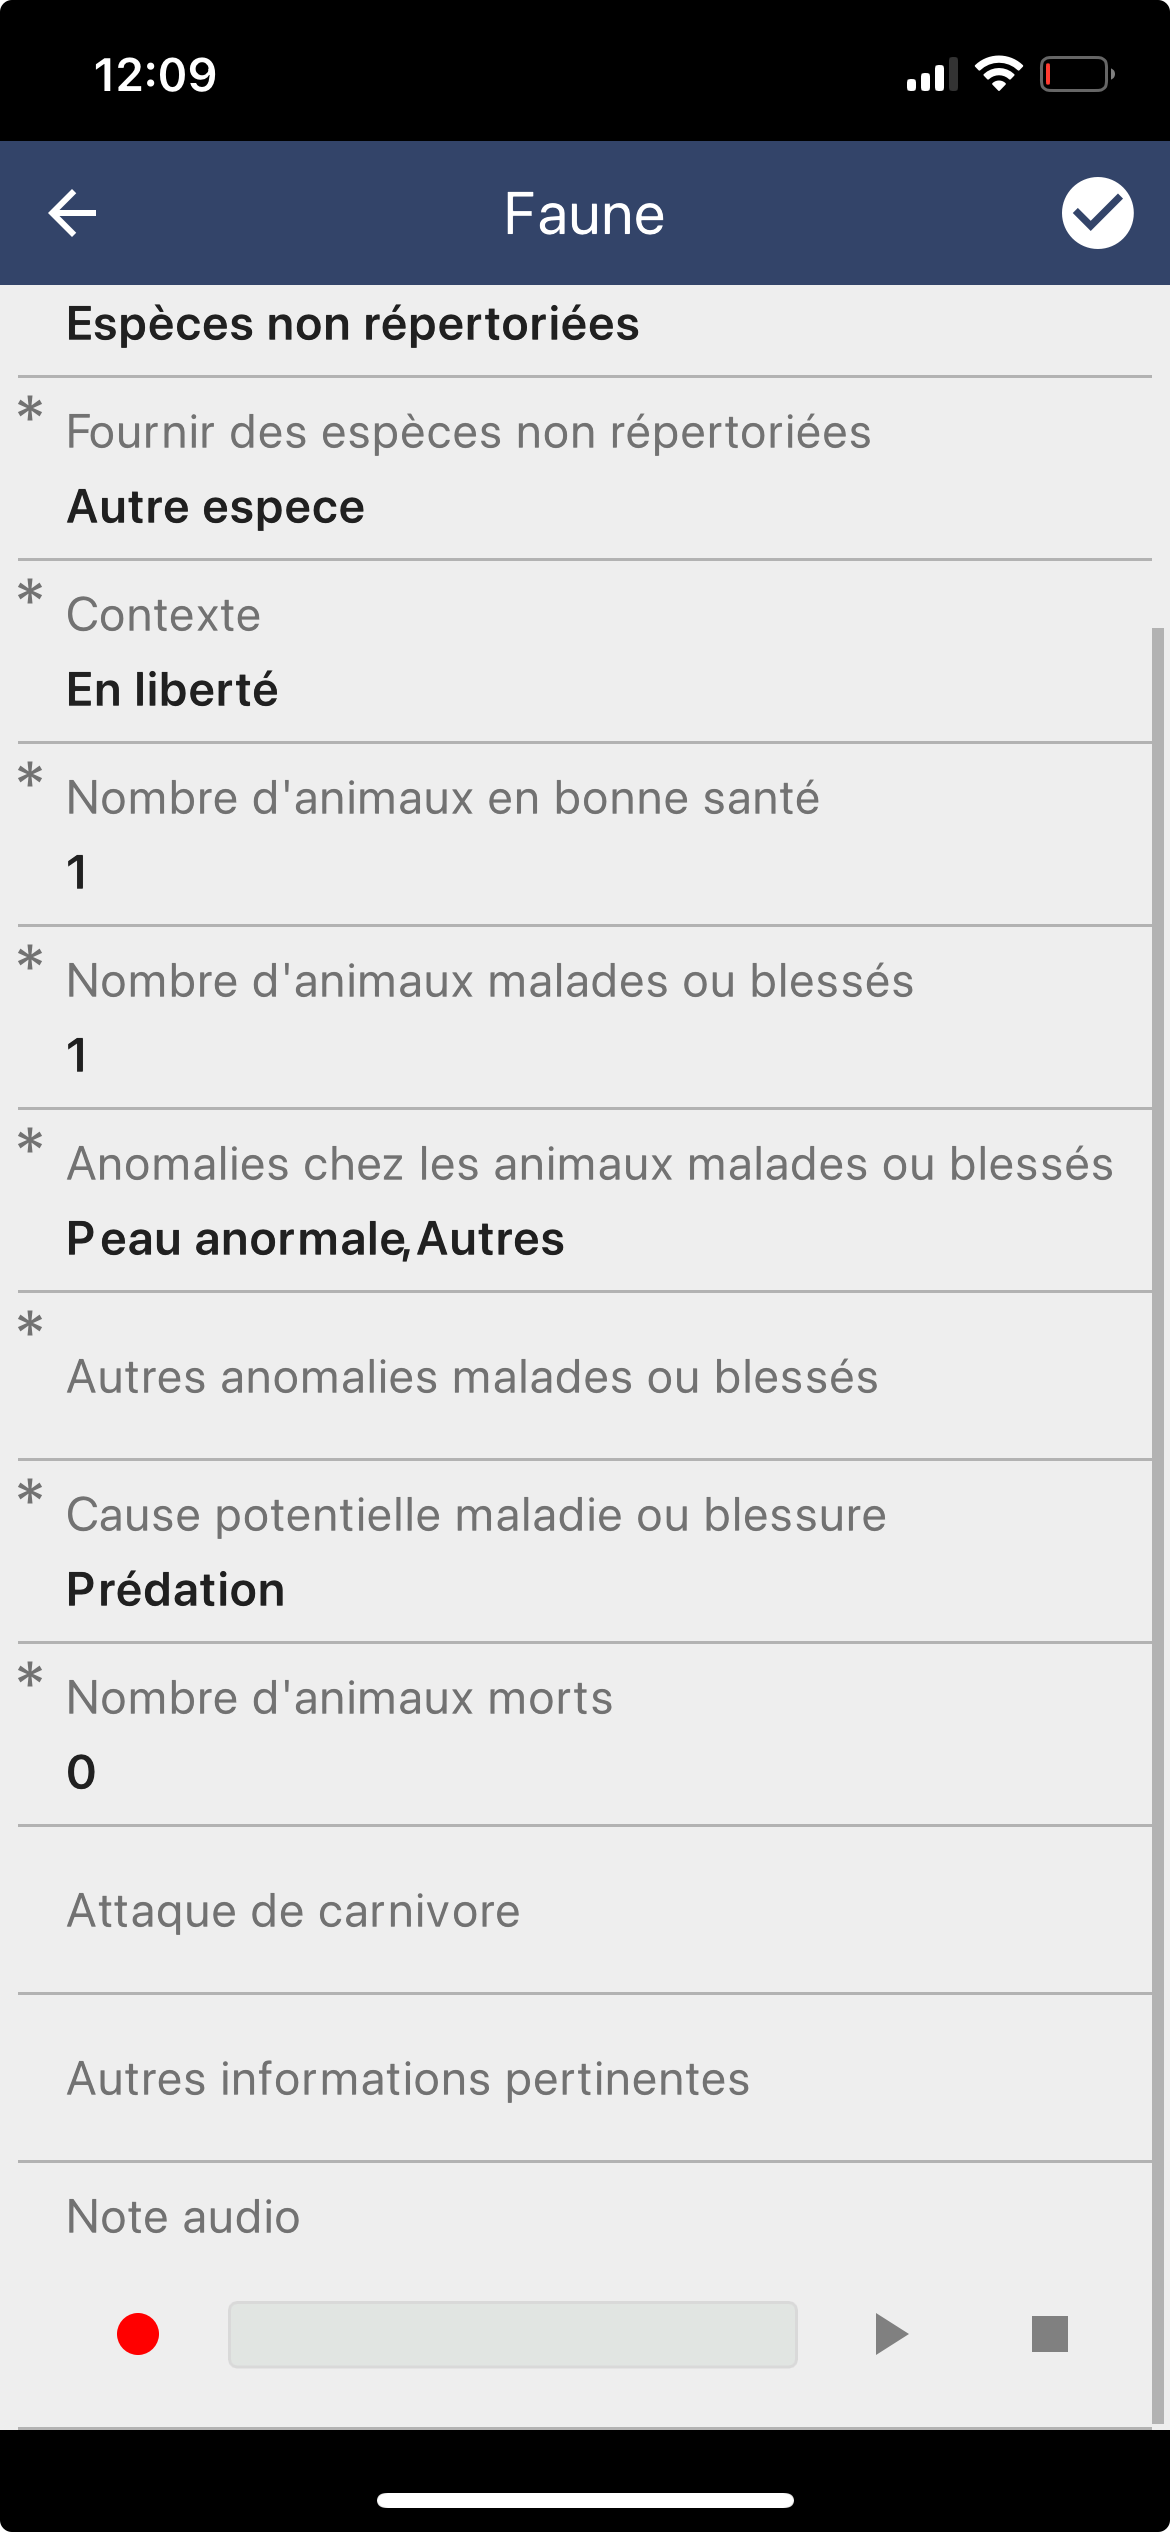 12:09
Faune
Espèces non répertoriées
* Fournir des espèces non répertoriées
Autre espece
* Contexte
En liberté
* Nombre d'animaux en bonne santé
1
* Nombre d'animaux malades ou blessés
1
* Anomalies chez les animaux malades ou blessés
Peau anormale,Autres
* Autres anomalies malades ou blessés
* Cause potentielle maladie ou blessure
Prédation
* Nombre d'animaux morts
0
Attaque de carnivore
Autres informations pertinentes
Note audio